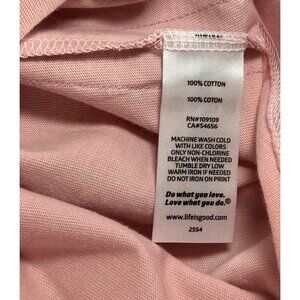 100% COTTON
100% COTTON
RN#109109
CA#54656
MACHINE WASH COLD
WITH LIKE COLORS
ONLY NON-CHLORINE
BLEACH WHEN NEEDED
TUMBLE DRY LOW
WARM IRON IF NEEDED
DO NOT IRON ON PRINT
Do what you love.
Love what you do.®
www.lifeisgood.com
2554